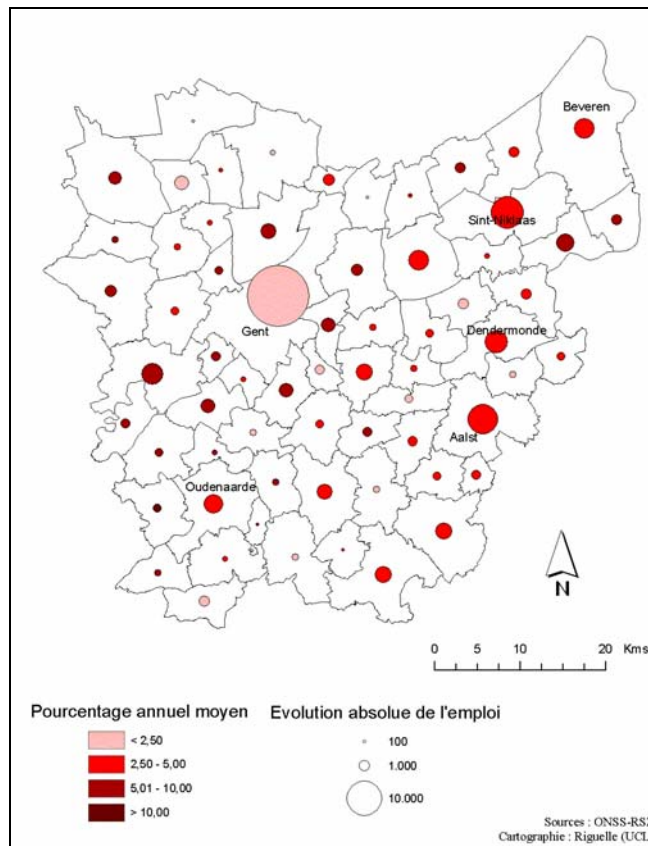 Beveren
Sint-Niklaas
Gent
Dendermonde
Aalst
Oudenaarde
N
0 5 10 20 Kms
Pourcentage annuel moyen
< 2,50
2,50 - 5,00
5,01 - 10,00
> 10,00
Evolution absolue de l'emploi
100
1.000
10.000
Sources : ONSS-RSZ
Cartographie : Riguelle (UCL